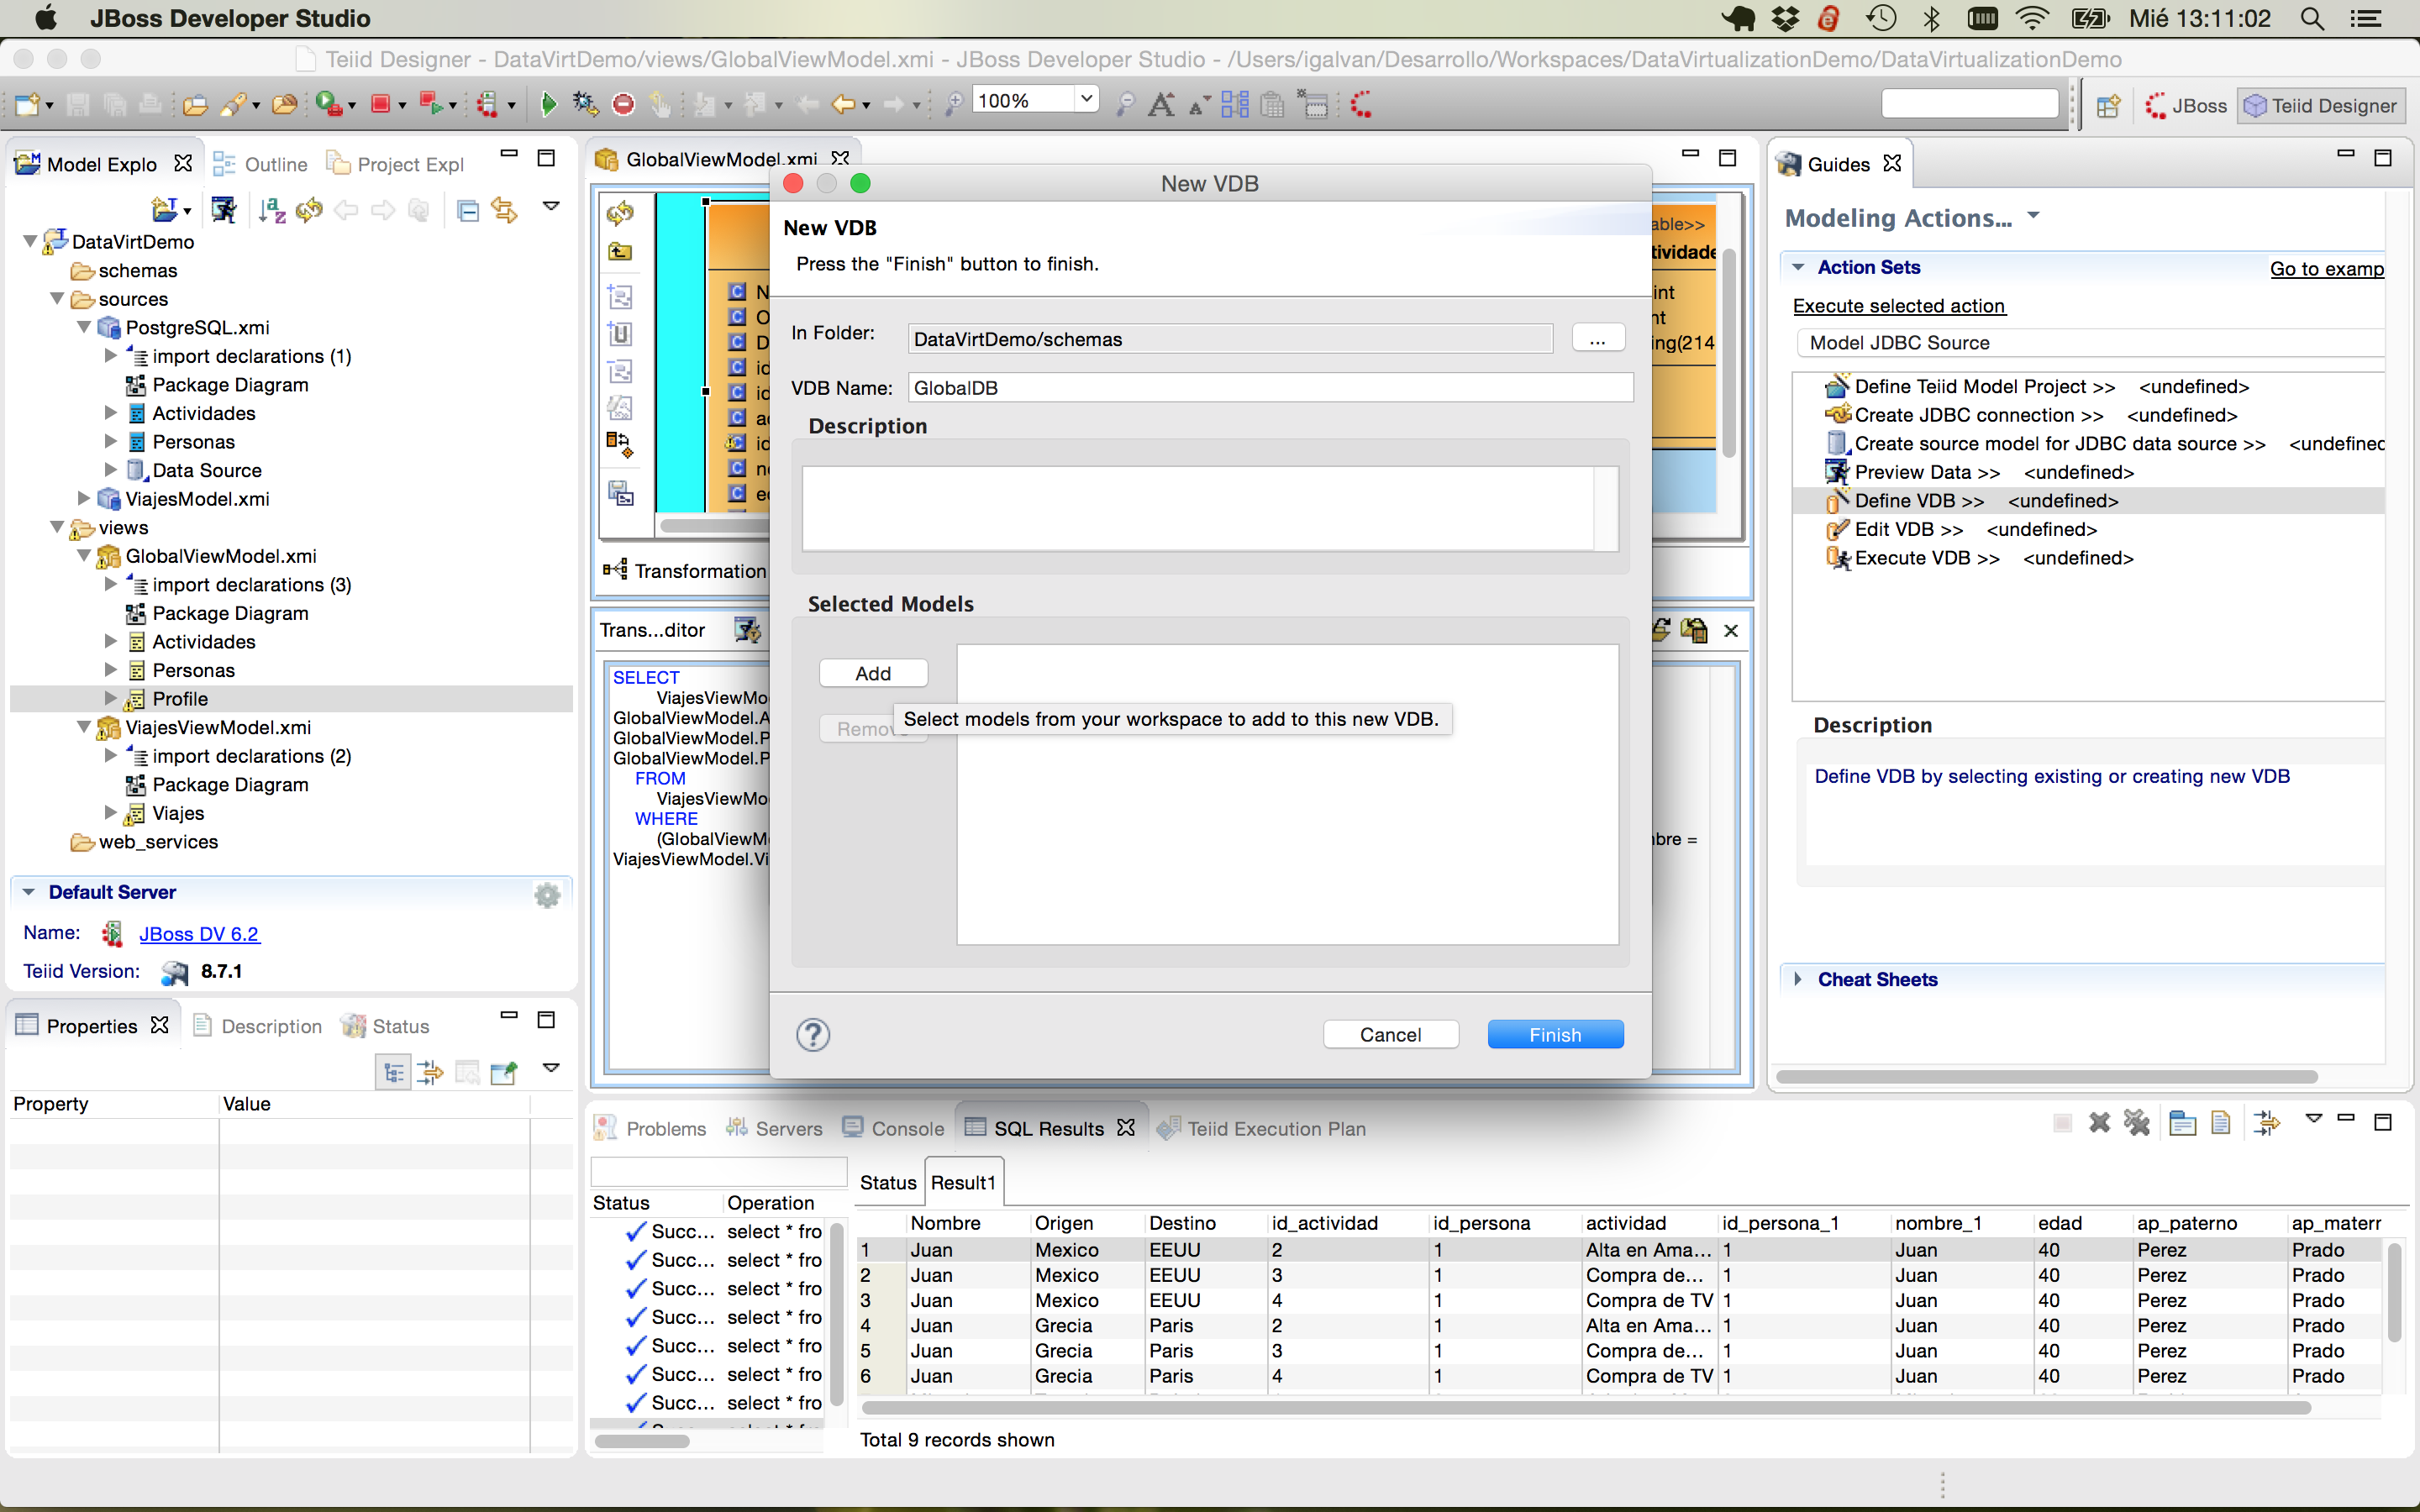 JBoss Developer Studio
Mié 13:11:02
Teiid Designer - DataVirtDemo/views/GlobalViewModel.xmi - JBoss Developer Studio - /Users/igalvan/Desarrollo/Workspaces/DataVirtualizationDemo/DataVirtualizationDemo
100%
JBoss
Teiid Designer
Model Explo
Outline
Project Expl
DataVirtDemo
schemas
sources
PostgreSQL.xmi
import declarations (1)
Package Diagram
Actividades
Personas
Data Source
ViajesModel.xmi
views
GlobalViewModel.xmi
import declarations (3)
Package Diagram
Actividades
Personas
Profile
ViajesViewModel.xmi
import declarations (2)
Package Diagram
Viajes
web_services
Default Server
Name: JBoss DV 6.2
Teiid Version: 8.7.1
Properties
Description
Status
Property Value
GlobalViewModel.xmi
able>>
tividade
int
nt
ing(214
Transformation
Trans...ditor
SELECT
ViajesViewMo
GlobalViewModel.A
GlobalViewModel.P
GlobalViewModel.P
FROM
ViajesViewMo
WHERE
(GlobalViewM
ViajesViewModel.Vi
bre =
New VDB
New VDB
Press the "Finish" button to finish.
In Folder: DataVirtDemo/schemas ...
VDB Name: GlobalDB
Description
Selected Models
Add
Remov
Select models from your workspace to add to this new VDB.
? Cancel Finish
Guides
Modeling Actions...
Action Sets
Go to examp
Execute selected action
Model JDBC Source
Define Teiid Model Project >> <undefined>
Create JDBC connection >> <undefined>
Create source model for JDBC data source >> <undefinec
Preview Data >> <undefined>
Define VDB >> <undefined>
Edit VDB >> <undefined>
Execute VDB >> <undefined>
Description
Define VDB by selecting existing or creating new VDB
Cheat Sheets
Problems
Servers
Console
SQL Results
Teiid Execution Plan
Status Operation
Succ... select * fro
Succ... select * fro
Succ... select * fro
Succ... select * fro
Succ... select * fro
Succ... select * fro
Succ... select * fro
Status Result1
Nombre Origen Destino id_actividad id_persona actividad id_persona_1 nombre_1 edad ap_paterno ap_materr
1 Juan Mexico EEUU 2 1 Alta en Ama... 1 Juan 40 Perez Prado
2 Juan Mexico EEUU 3 1 Compra de... 1 Juan 40 Perez Prado
3 Juan Mexico EEUU 4 1 Compra de TV 1 Juan 40 Perez Prado
4 Juan Grecia Paris 2 1 Alta en Ama... 1 Juan 40 Perez Prado
5 Juan Grecia Paris 3 1 Compra de... 1 Juan 40 Perez Prado
6 Juan Grecia Paris 4 1 Compra de TV 1 Juan 40 Perez Prado
Total 9 records shown